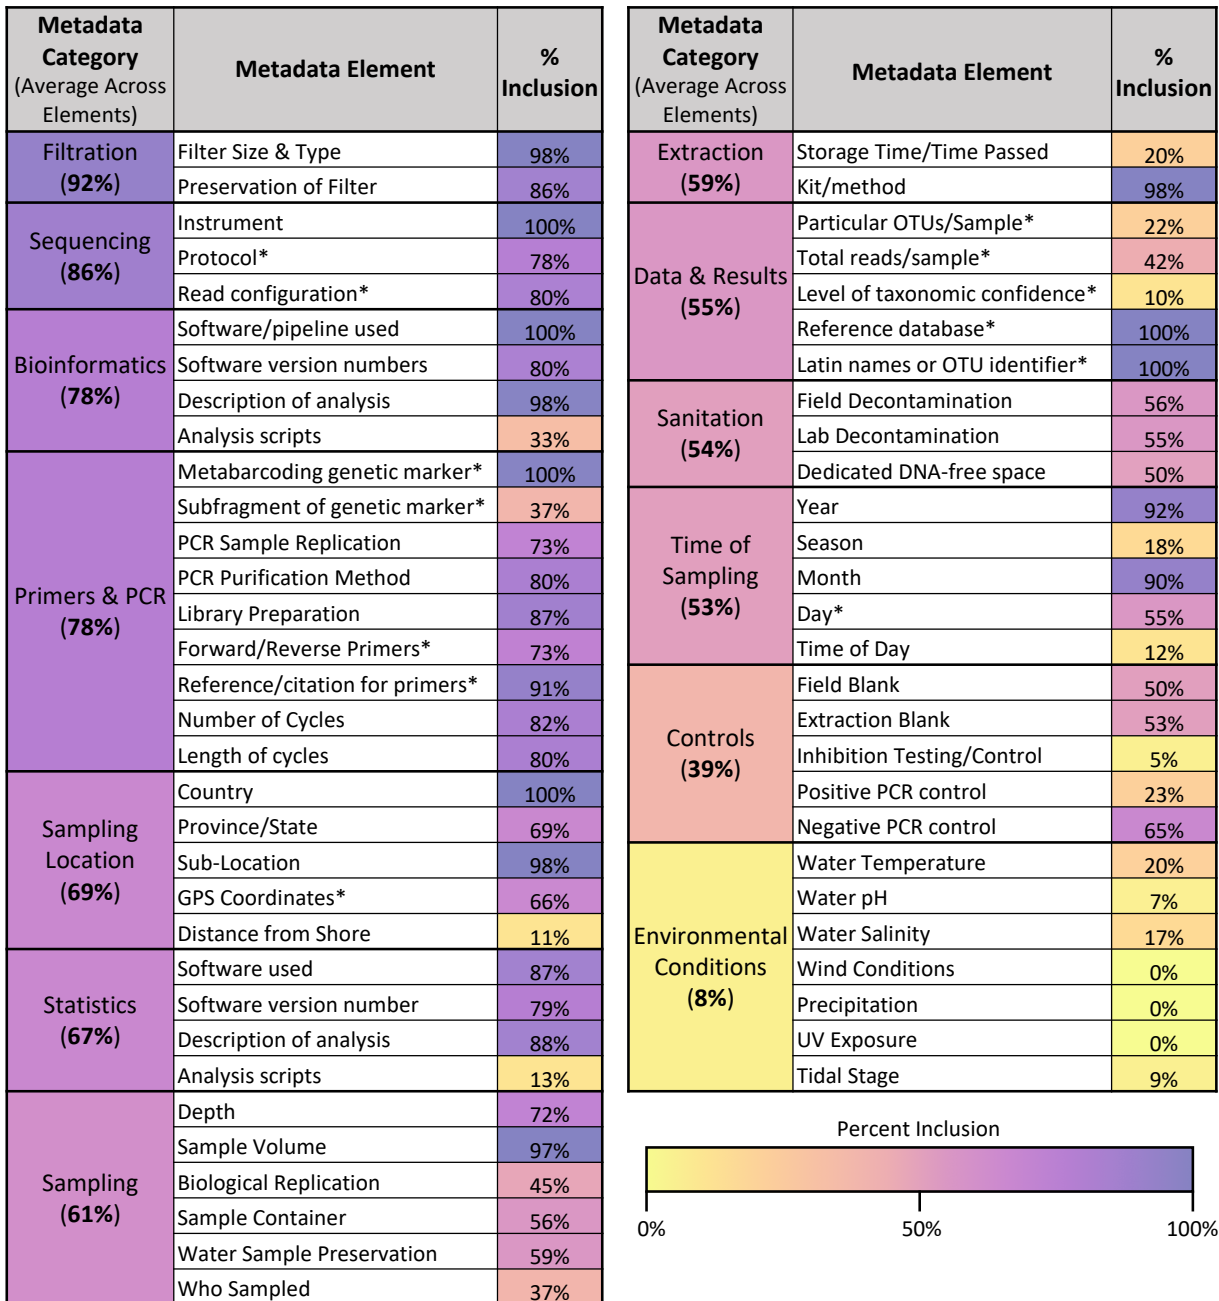 Metadata
Category
(Average Across
Elements)
Metadata Element
%
Inclusion
Filtration
(92%)
Filter Size & Type 98%
Preservation of Filter 86%
Sequencing
(86%)
Instrument 100%
Protocol* 78%
Read configuration* 80%
Bioinformatics
(78%)
Software/pipeline used 100%
Software version numbers 80%
Description of analysis 98%
Analysis scripts 33%
Primers & PCR
(78%)
Metabarcoding genetic marker* 100%
Subfragment of genetic marker* 37%
PCR Sample Replication 73%
PCR Purification Method 80%
Library Preparation 87%
Forward/Reverse Primers* 73%
Reference/citation for primers* 91%
Number of Cycles 82%
Length of cycles 80%
Sampling
Location
(69%)
Country 100%
Province/State 69%
Sub-Location 98%
GPS Coordinates* 66%
Distance from Shore 11%
Statistics
(67%)
Software used 87%
Software version number 79%
Description of analysis 88%
Analysis scripts 13%
Sampling
(61%)
Depth 72%
Sample Volume 97%
Biological Replication 45%
Sample Container 56%
Water Sample Preservation 59%
Who Sampled 37%
Metadata
Category
(Average Across
Elements)
Metadata Element
%
Inclusion
Extraction
(59%)
Storage Time/Time Passed 20%
Kit/method 98%
Data & Results
(55%)
Particular OTUs/Sample* 22%
Total reads/sample* 42%
Level of taxonomic confidence* 10%
Reference database* 100%
Latin names or OTU identifier* 100%
Sanitation
(54%)
Field Decontamination 56%
Lab Decontamination 55%
Dedicated DNA-free space 50%
Time of
Sampling
(53%)
Year 92%
Season 18%
Month 90%
Day* 55%
Time of Day 12%
Controls
(39%)
Field Blank 50%
Extraction Blank 53%
Inhibition Testing/Control 5%
Positive PCR control 23%
Negative PCR control 65%
Environmental
Conditions
(8%)
Water Temperature 20%
Water pH 7%
Water Salinity 17%
Wind Conditions 0%
Precipitation 0%
UV Exposure 0%
Tidal Stage 9%
Percent Inclusion
0% 50% 100%